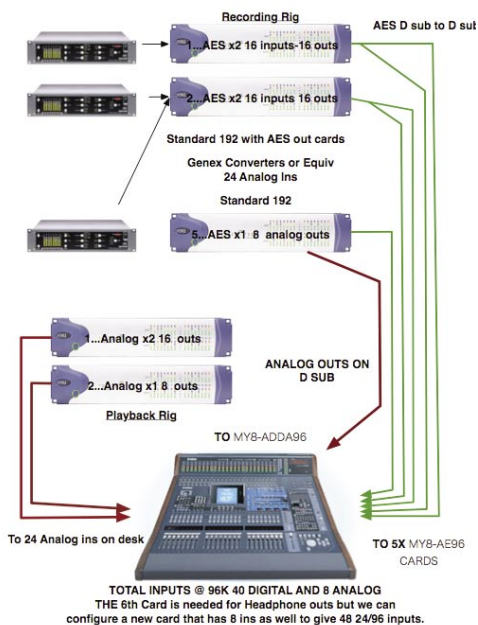 Recording Rig
AES D sub to D sub
1...AES x2 16 inputs-16 outs
2...AES x2 16 inputs 16 outs
Standard 192 with AES out cards
Genex Converters or Equiv
24 Analog Ins
Standard 192
5...AES x1 8 analog outs
1...Analog x2 16 outs
2...Analog x1 8 outs
Playback Rig
ANALOG OUTS ON
D SUB
TO MY8-ADDA96
To 24 Analog ins on desk
TO 5X MY8-AE96
CARDS
TOTAL INPUTS @ 96K 40 DIGITAL AND 8 ANALOG
THE 6th Card is needed for Headphone outs but we can
configure a new card that has 8 ins as well to give 48 24/96 inputs.